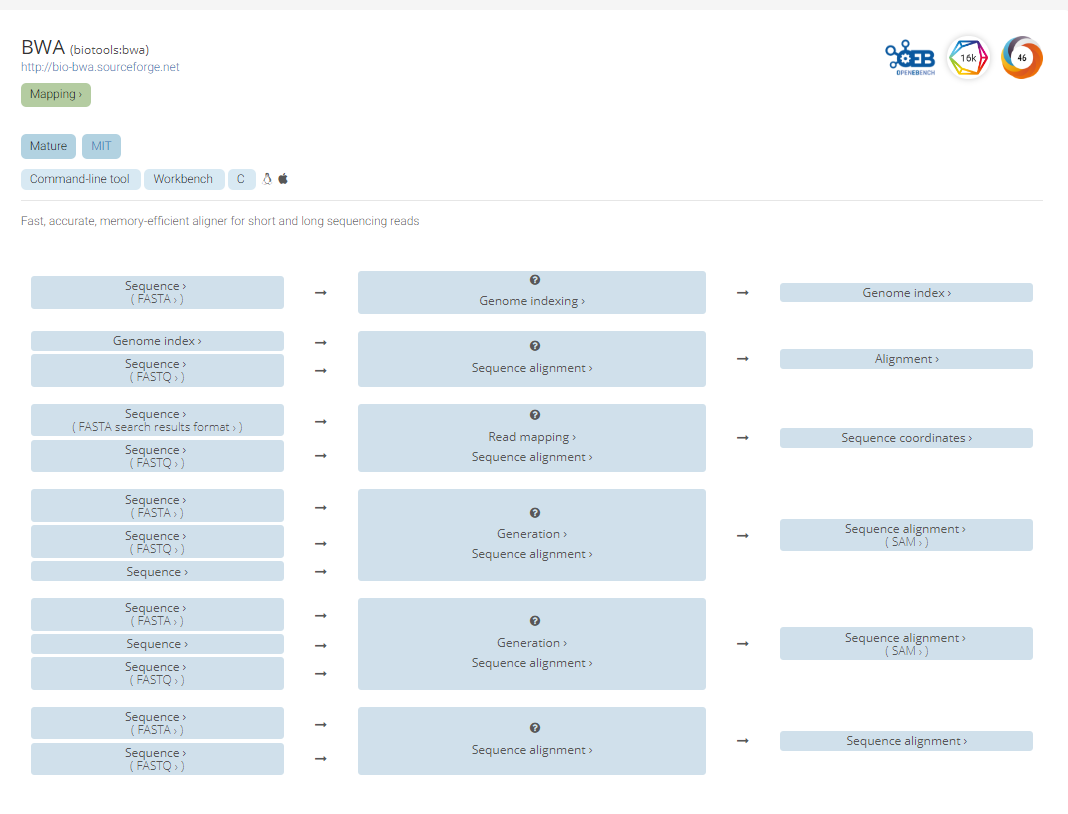 BWA (biotools:bwa)
http://bio-bwa.sourceforge.net
OEB
OPENEBENCH
16k
46
Mapping ›
Mature
MIT
Command-line tool
Workbench
C
Fast, accurate, memory-efficient aligner for short and long sequencing reads
Sequence ›
( FASTA › )
→
?
Genome indexing ›
→
Genome index ›
Genome index ›
→
Sequence ›
( FASTQ › )
→
?
Sequence alignment ›
→
Alignment ›
Sequence ›
( FASTA search results format › )
→
Sequence ›
( FASTQ › )
→
?
Read mapping ›
Sequence alignment ›
→
Sequence coordinates ›
Sequence ›
( FASTA › )
→
Sequence ›
( FASTQ › )
→
Sequence ›
→
?
Generation ›
Sequence alignment ›
→
Sequence alignment ›
( SAM › )
Sequence ›
( FASTA › )
→
Sequence ›
→
Sequence ›
( FASTQ › )
→
?
Generation ›
Sequence alignment ›
→
Sequence alignment ›
( SAM › )
Sequence ›
( FASTA › )
→
Sequence ›
( FASTQ › )
→
?
Sequence alignment ›
→
Sequence alignment ›